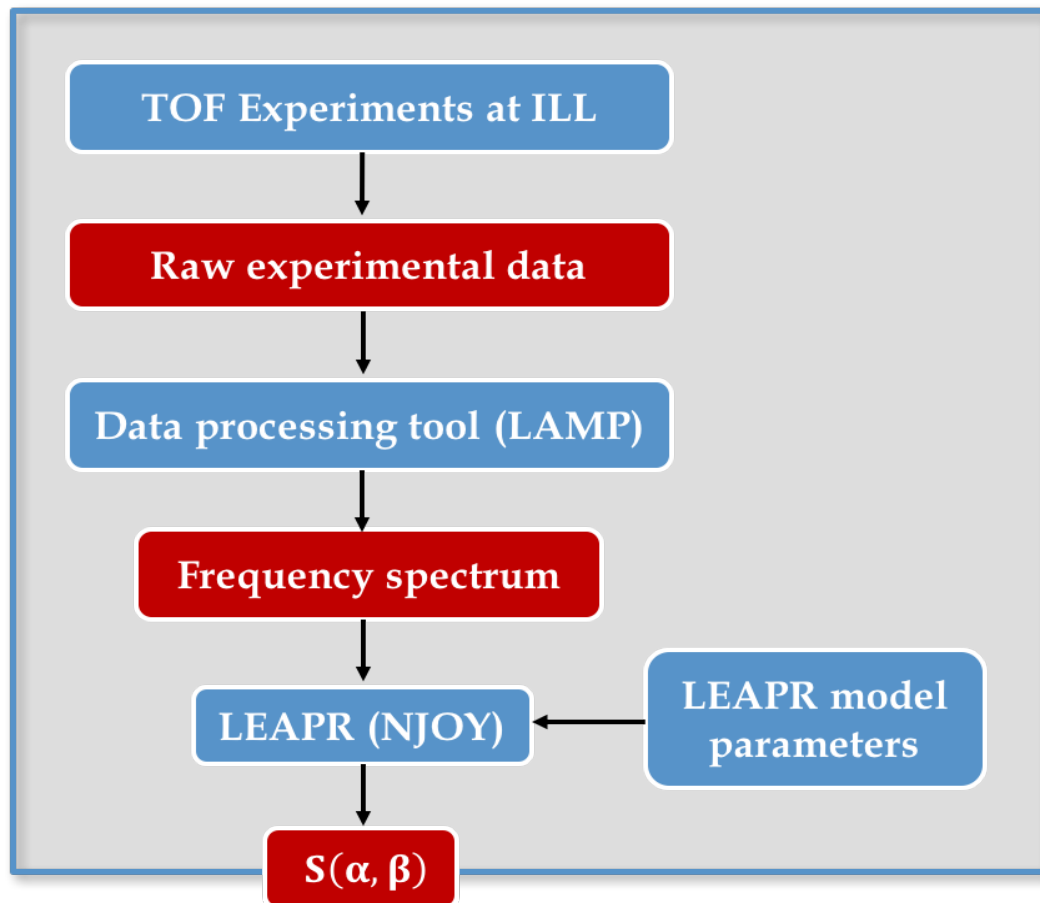 TOF Experiments at ILL
Raw experimental data
Data processing tool (LAMP)
Frequency spectrum
LEAPR (NJOY)
LEAPR model
parameters
S(α, β)